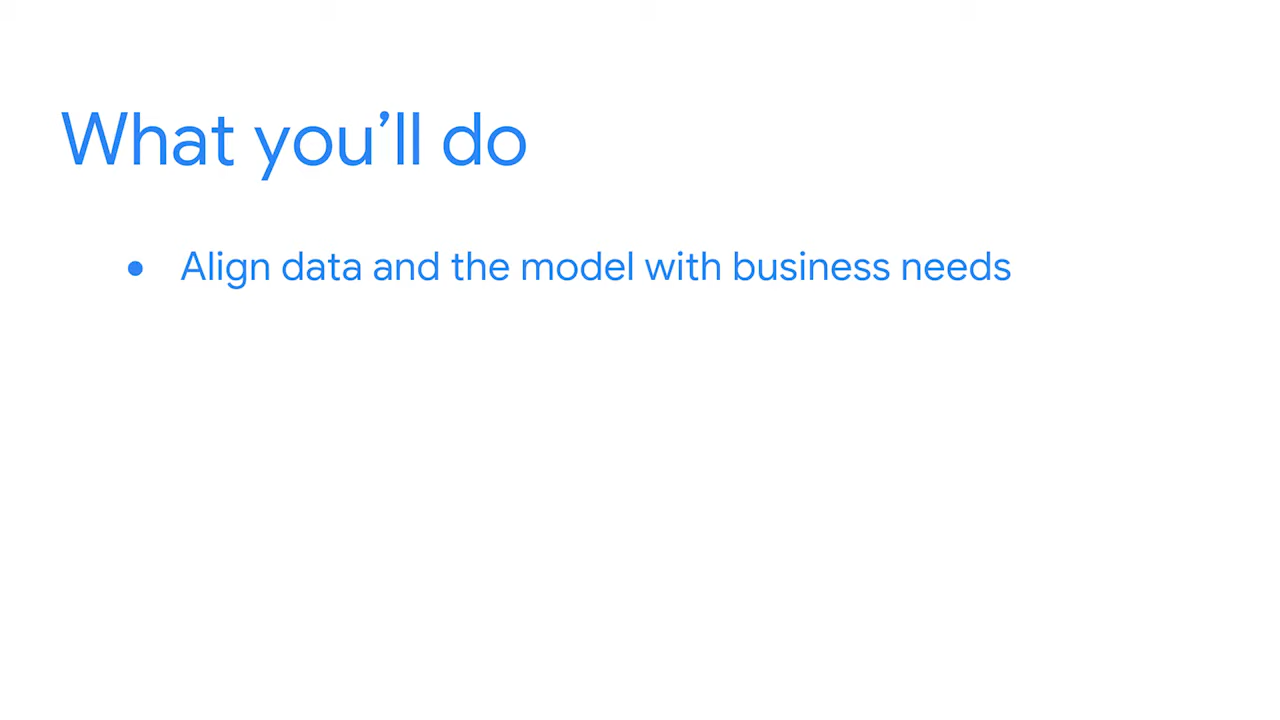 What you’ll do
● Align data and the model with business needs